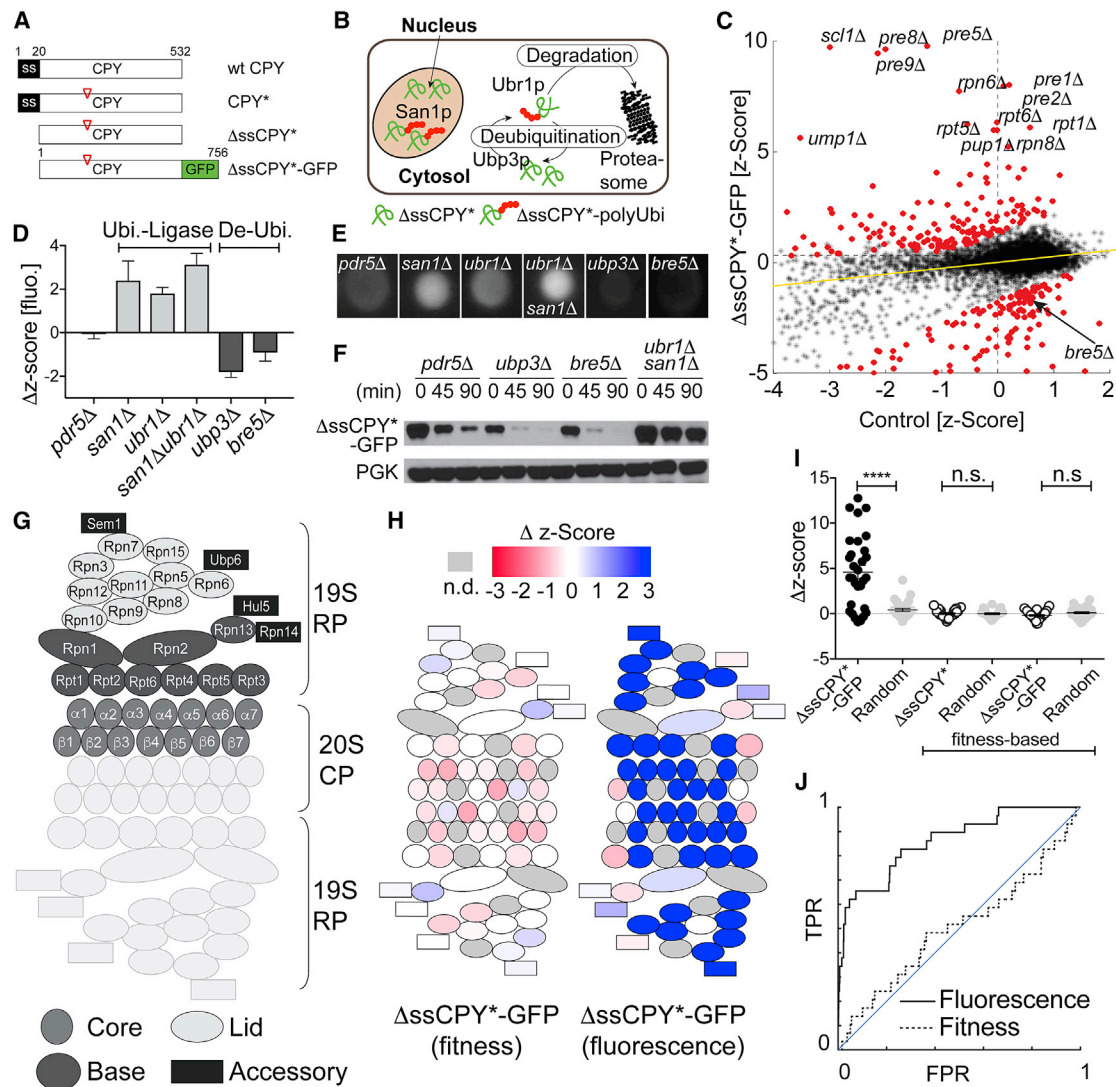 A
1 20 532
ss CPY wt CPY
ss CPY CPY*
CPY ΔssCPY*
1 756
CPY GFP ΔssCPY*-GFP
B
Nucleus
Degradation
Ubr1p
San1p
Deubiquitination
Ubp3p
Protea-
some
Cytosol
ΔssCPY* ΔssCPY*-polyUbi
C
10
5
0
-5
ΔssCPY*-GFP [z-Score]
scl1Δ pre8Δ pre5Δ
pre9Δ
rpn6Δ pre1Δ
pre2Δ
rpt5Δ rpt6Δ rpt1Δ
ump1Δ pup1Δ rpn8Δ
bre5Δ
-4 -3 -2 -1 0 1 2
Control [z-Score]
D
Ubi.-Ligase De-Ubi.
Δz-score [fluo.]
4
2
0
-2
pdr5Δ
san1Δ
ubr1Δ
san1Δubr1Δ
ubp3Δ
bre5Δ
E
pdr5Δ san1Δ ubr1Δ ubr1Δ ubp3Δ bre5Δ
san1Δ
F
pdr5Δ ubp3Δ bre5Δ ubr1Δ
san1Δ
(min) 0 45 90 0 45 90 0 45 90 0 45 90
ΔssCPY*
-GFP
PGK
G
Sem1
Rpn7 Rpn15
Rpn3 Ubp6
Rpn12 Rpn11 Rpn5 Rpn6
Rpn9 Rpn8 Hul5
Rpn10 Rpn13 Rpn14
Rpn1 Rpn2
Rpt1 Rpt2 Rpt6 Rpt4 Rpt5 Rpt3
α1 α2 α3 α4 α5 α6 α7
β1 β2 β3 β4 β5 β6 β7
19S
RP
20S
CP
19S
RP
Core Lid
Base Accessory
H
Δ z-Score
n.d.
-3 -2 -1 0 1 2 3
ΔssCPY*-GFP
(fitness)
ΔssCPY*-GFP
(fluorescence)
I
**** n.s. n.s
Δz-score
15
10
5
0
-5
ΔssCPY*
-GFP
Random
ΔssCPY*
Random
ΔssCPY*
-GFP
Random
fitness-based
J
1
TPR
0
Fluorescence
Fitness
0 1
FPR